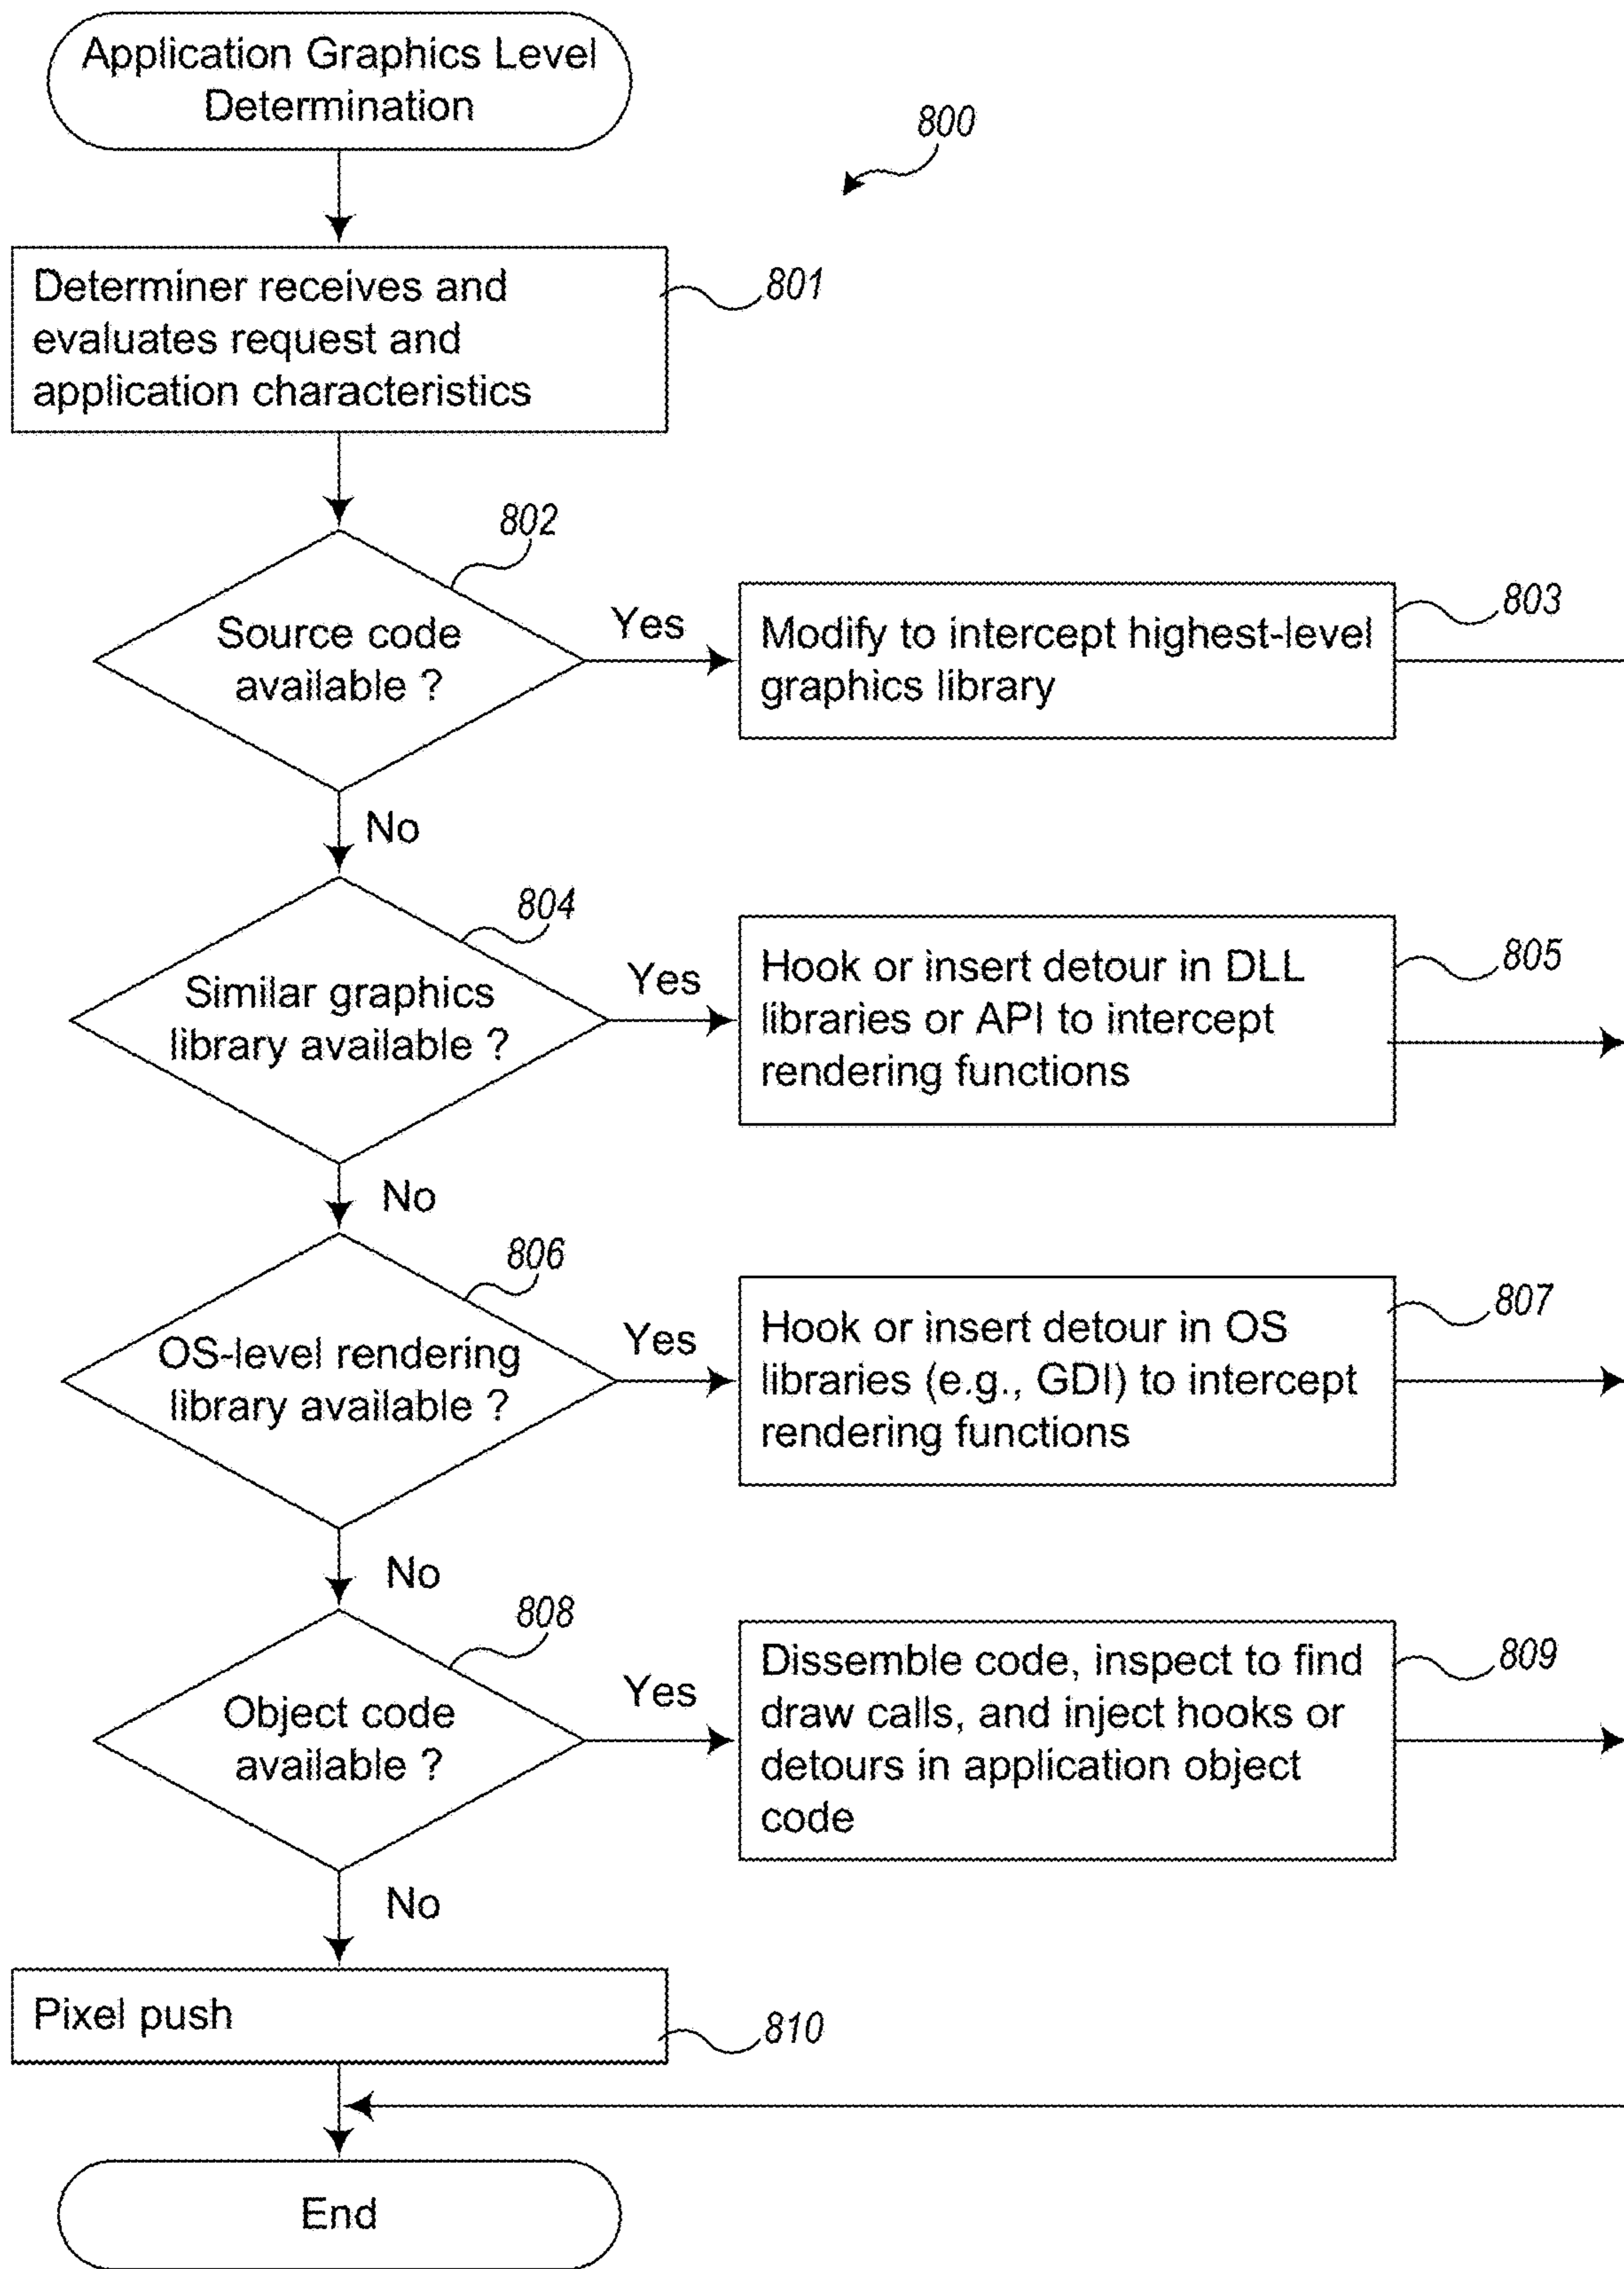 Application Graphics Level
Determination
800
Determiner receives and
evaluates request and
application characteristics
801
802
Source code
available ?
Yes
Modify to intercept highest-level
graphics library
803
No
804
Similar graphics
library available ?
Yes
Hook or insert detour in DLL
libraries or API to intercept
rendering functions
805
No
806
OS-level rendering
library available ?
Yes
Hook or insert detour in OS
libraries (e.g., GDI) to intercept
rendering functions
807
No
808
Object code
available ?
Yes
Dissemble code, inspect to find
draw calls, and inject hooks or
detours in application object
code
809
No
Pixel push
810
End